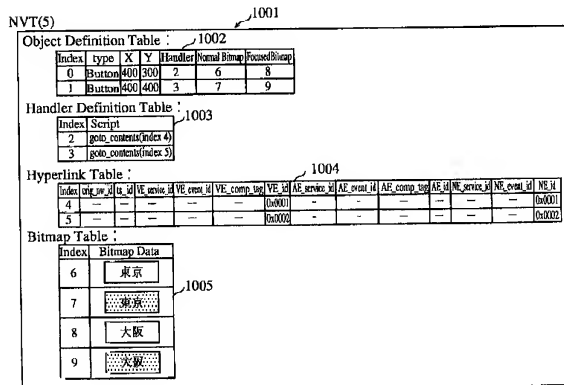 NVT(5)
1001
Object Definition Table :
1002
Index type X Y Handler Normal Bitmap FocusedBitmap
0 Button 400 300 2 6 8
1 Button 400 400 3 7 9
Handler Definition Table :
1003
Index Script
2 goto_contents(index 4)
3 goto_contents(index 5)
Hyperlink Table :
1004
Index orig_nw_id ts_id VE_service_id VE_event_id VE_comp_tag VE_id AE_service_id AE_event_id AE_comp_tag AE_id NE_service_id NE_event_id NE_id
4 — — — — — 0x0001 — — — — — — 0x0001
5 — — — — — 0x0002 — — — — — — 0x0002
Bitmap Table :
Index Bitmap Data
6 東京
1005
7 東京
8 大阪
9 大阪